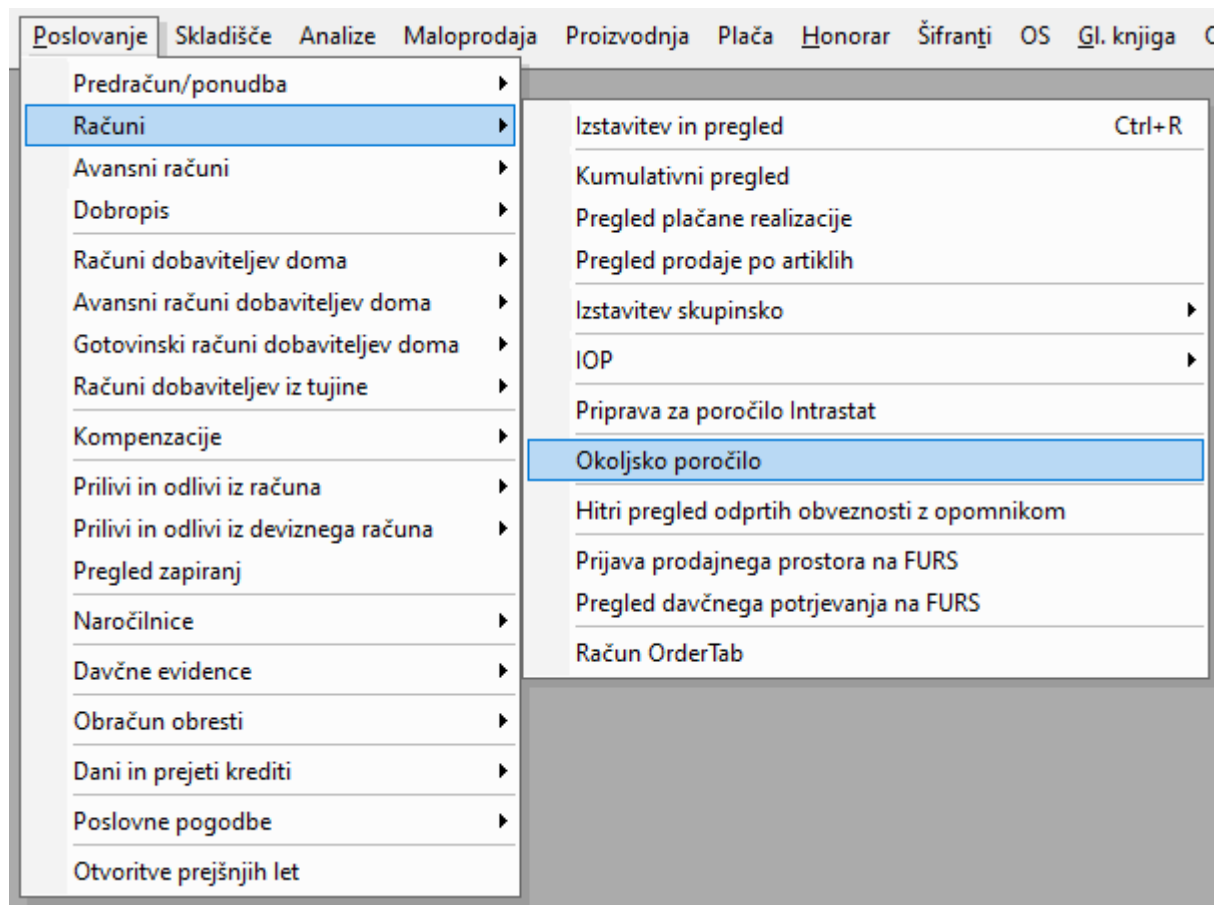 Poslovanje Skladišče Analize Maloprodaja Proizvodnja Plača Honorar Šifranti OS Gl. knjiga
Predračun/ponudba
Računi
Avansni računi
Dobropis
Računi dobaviteljev doma
Avansni računi dobaviteljev doma
Gotovinski računi dobaviteljev doma
Računi dobaviteljev iz tujine
Kompenzacije
Prilivi in odlivi iz računa
Prilivi in odlivi iz deviznega računa
Pregled zapiranj
Naročilnice
Davčne evidence
Obračun obresti
Dani in prejeti krediti
Poslovne pogodbe
Otvoritve prejšnjih let
Izstavitev in pregled Ctrl+R
Kumulativni pregled
Pregled plačane realizacije
Pregled prodaje po artiklih
Izstavitev skupinsko
IOP
Priprava za poročilo Intrastat
Okoljsko poročilo
Hitri pregled odprtih obveznosti z opomnikom
Prijava prodajnega prostora na FURS
Pregled davčnega potrjevanja na FURS
Račun OrderTab